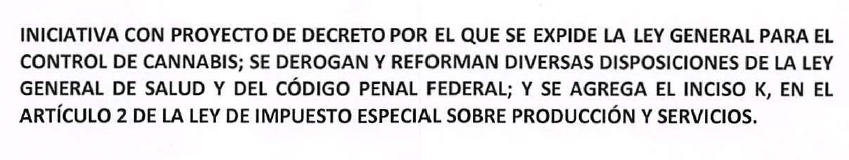 INICIATIVA CON PROYECTO DE DECRETO POR EL QUE SE EXPIDE LA LEY GENERAL PARA EL
CONTROL DE CANNABIS; SE DEROGAN Y REFORMAN DIVERSAS DISPOSICIONES DE LA LEY
GENERAL DE SALUD Y DEL CÓDIGO PENAL FEDERAL; Y SE AGREGA EL INCISO K, EN EL
ARTÍCULO 2 DE LA LEY DE IMPUESTO ESPECIAL SOBRE PRODUCCIÓN Y SERVICIOS.